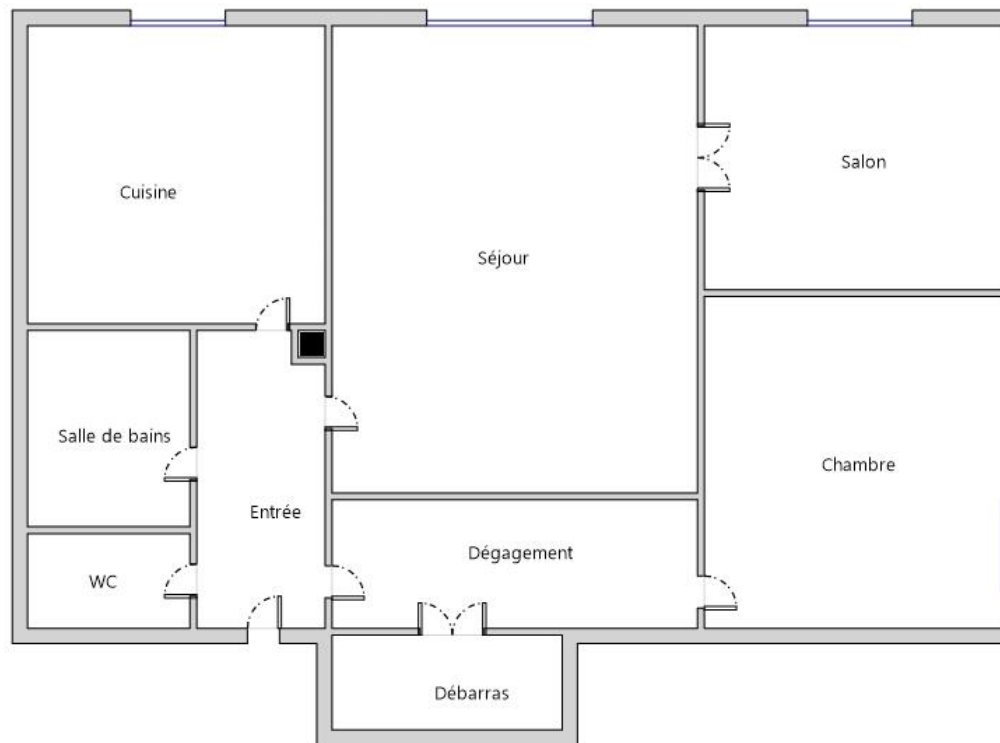 Cuisine
Séjour
Salon
Salle de bains
Entrée
Chambre
WC
Dégagement
Débarras